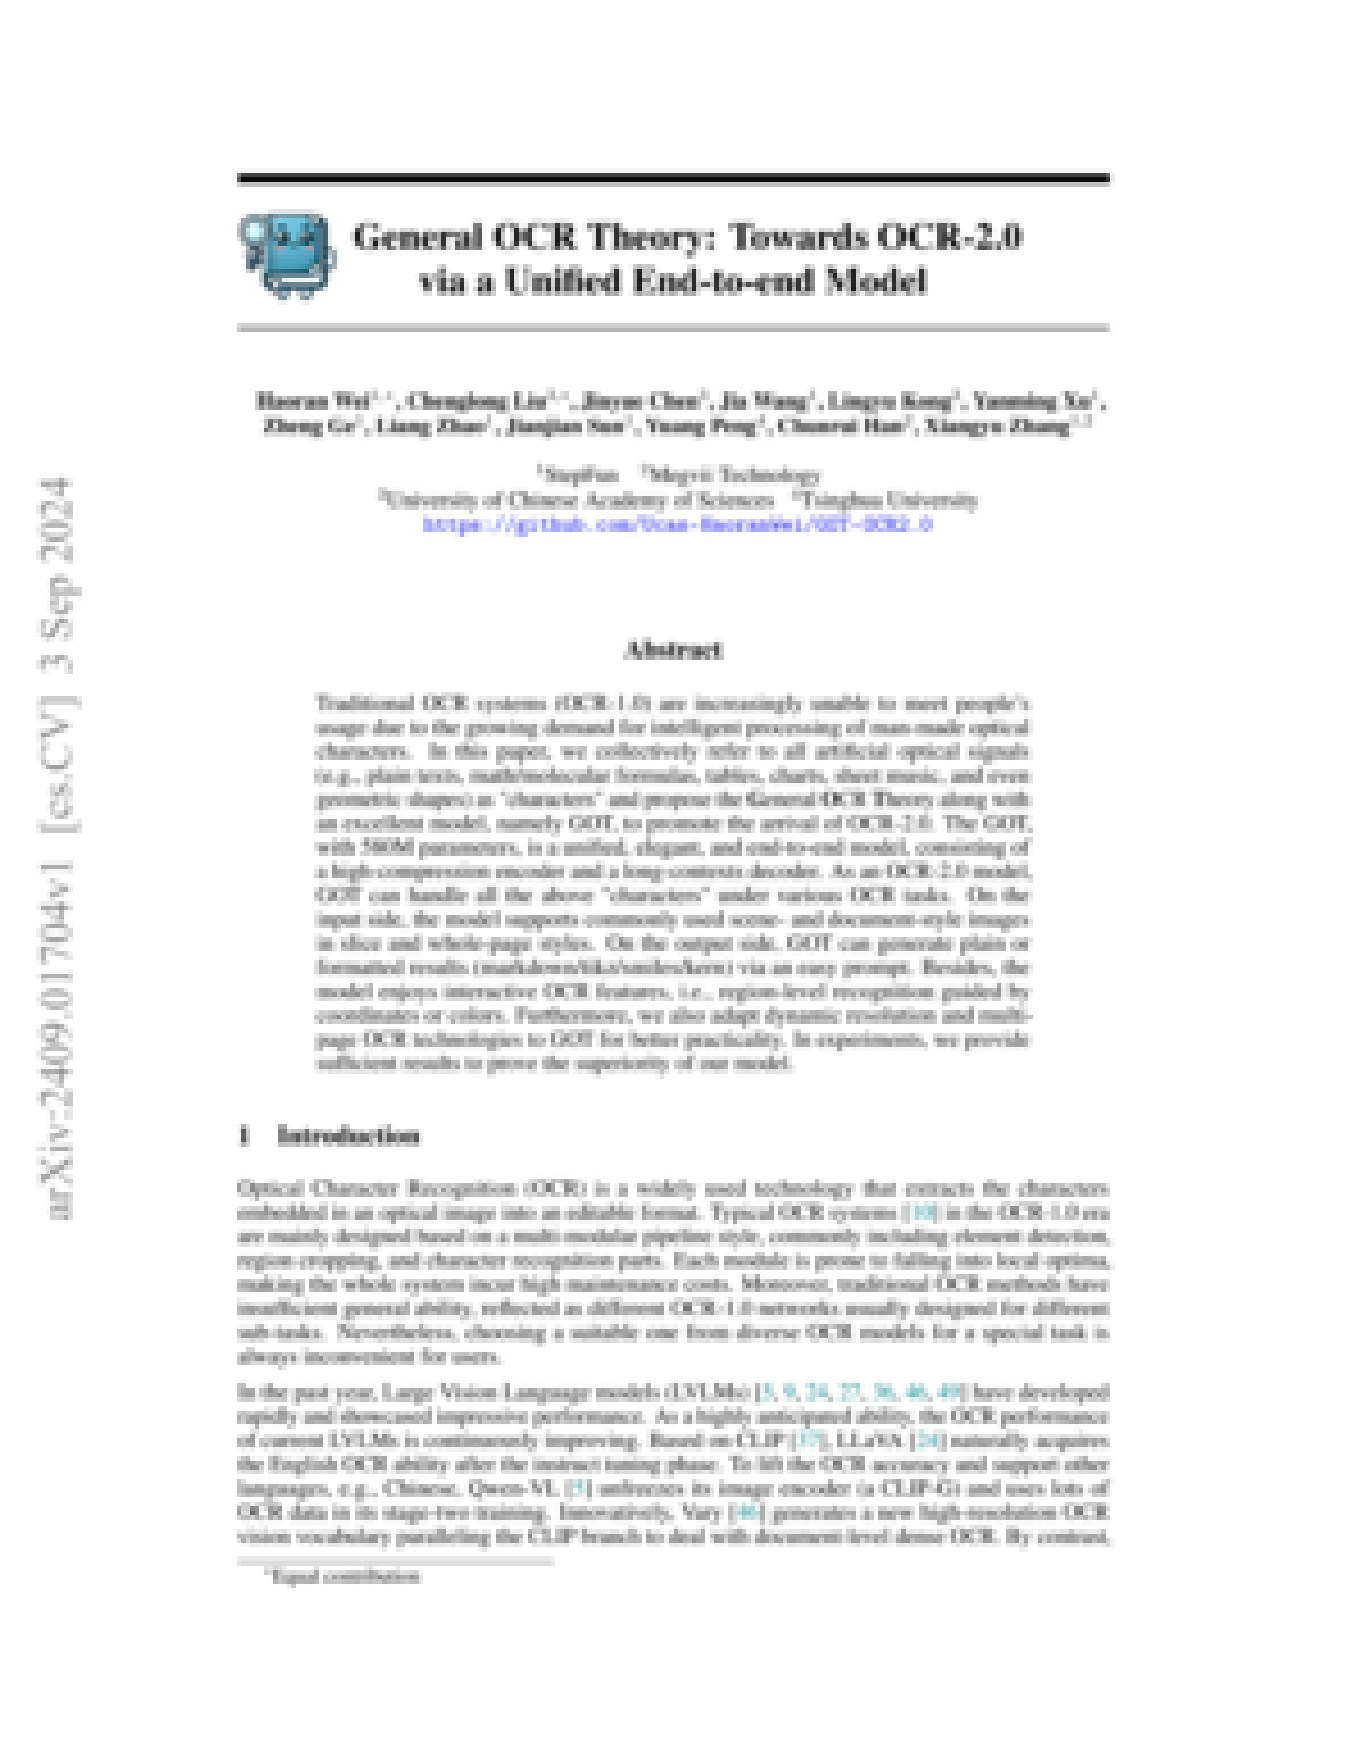 General OCR Theory: Towards OCR-2.0
via a Unified End-to-end Model
Haoran Wei, Chenglong Liu, Jinyue Chen, Jia Wang, Lingyu Kong, Yanming Xu,
Zheng Ge, Liang Zhao, Jianjian Sun, Yuang Peng, Chunrui Han, Xiangyu Zhang
StepFun Megvii Technology
University of Chinese Academy of Sciences Tsinghua University
https://github.com/Ucas-HaoranWei/GOT-OCR2.0
arXiv:2409.01704v1 [cs.CV] 3 Sep 2024
Abstract
Traditional OCR systems (OCR-1.0) are increasingly unable to meet people's
usage due to the growing demand for intelligent processing of man-made optical
characters. In this paper, we collectively refer to all artificial optical signals
(e.g., plain texts, math/molecular formulas, tables, charts, sheet music, and even
geometric shapes) as "characters" and propose the General OCR Theory along with
an excellent model, namely GOT, to promote the arrival of OCR-2.0. The GOT,
with 580M parameters, is a unified, elegant, and end-to-end model, consisting of
a high-compression encoder and a long-contexts decoder. As an OCR-2.0 model,
GOT can handle all the above "characters" under various OCR tasks. On the
input side, the model supports commonly used scene- and document-style images
in slice and whole-page styles. On the output side, GOT can generate plain or
formatted results (markdown/tikz/smiles/kern) via an easy prompt. Besides, the
model enjoys interactive OCR features, i.e., region-level recognition guided by
coordinates or colors. Furthermore, we also adapt dynamic resolution and multi-
page OCR technologies to GOT for better practicality. In experiments, we provide
sufficient results to prove the superiority of our model.
1 Introduction
Optical Character Recognition (OCR) is a widely used technology that extracts the characters
embedded in an optical image into an editable format. Typical OCR systems [10] in the OCR-1.0 era
are mainly designed based on a multi-modular pipeline style, commonly including element detection,
region cropping, and character recognition parts. Each module is prone to falling into local optima,
making the whole system incur high maintenance costs. Moreover, traditional OCR methods have
insufficient general ability, reflected as different OCR-1.0 networks usually designed for different
sub-tasks. Nevertheless, choosing a suitable one from diverse OCR models for a special task is
always inconvenient for users.
In the past year, Large Vision-Language models (LVLMs) [5, 9, 24, 27, 36, 46, 49] have developed
rapidly and showcased impressive performance. As a highly anticipated ability, the OCR performance
of current LVLMs is continuously improving. Based on CLIP [37], LLaVA [24] naturally acquires
the English OCR ability after the instruct tuning phase. To lift the OCR accuracy and support other
languages, e.g., Chinese, Qwen-VL [5] unfreezes its image encoder (a CLIP-G) and uses lots of
OCR data in its stage-two training. Innovatively, Vary [46] generates a new high-resolution OCR
vision vocabulary paralleling the CLIP branch to deal with document-level dense OCR. By contrast,
Equal contribution